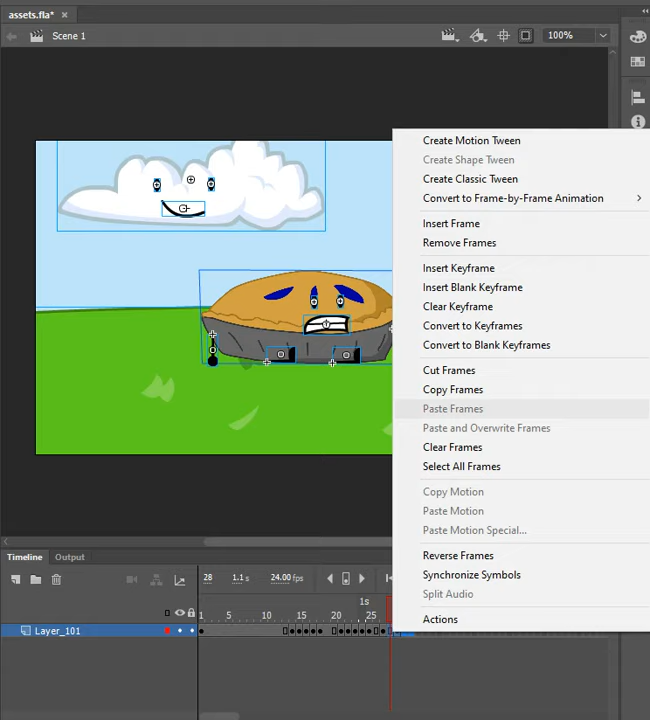 assets.fla*
Scene 1
100%
Create Motion Tween
Create Shape Tween
Create Classic Tween
Convert to Frame-by-Frame Animation
Insert Frame
Remove Frames
Insert Keyframe
Insert Blank Keyframe
Clear Keyframe
Convert to Keyframes
Convert to Blank Keyframes
Cut Frames
Copy Frames
Paste Frames
Paste and Overwrite Frames
Clear Frames
Select All Frames
Copy Motion
Paste Motion
Paste Motion Special...
Reverse Frames
Synchronize Symbols
Split Audio
Actions
Timeline Output
28 1.1 s 24.00 fps
1s
1 5 10 15 20 25
Layer_101